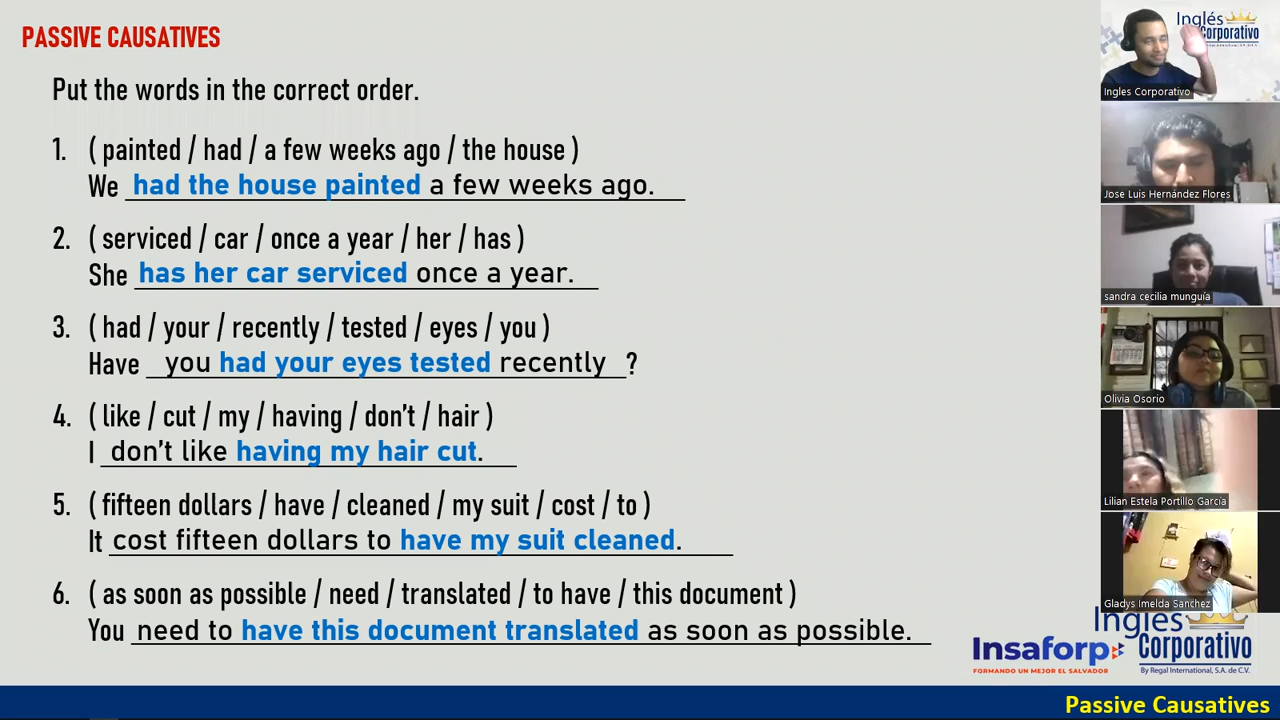 PASSIVE CAUSATIVES
Put the words in the correct order.
1. ( painted / had / a few weeks ago / the house )
We had the house painted a few weeks ago.
2. ( serviced / car / once a year / her / has )
She has her car serviced once a year.
3. ( had / your / recently / tested / eyes / you )
Have you had your eyes tested recently ?
4. ( like / cut / my / having / don't / hair )
I don't like having my hair cut.
5. ( fifteen dollars / have / cleaned / my suit / cost / to )
It cost fifteen dollars to have my suit cleaned.
6. ( as soon as possible / need / translated / to have / this document )
You need to have this document translated as soon as possible.
Inglés
Corporativo
Ingles Corporativo
Jose Luis Hernández Flores
sandra cecilia munguía
Olivia Osorio
Lilian Estela Portillo García
Gladys Imelda Sanchez
Insaforp
FORMANDO UN MEJOR EL SALVADOR
Inglés
Corporativo
By Regal International, S.A. de C.V.
Passive Causatives